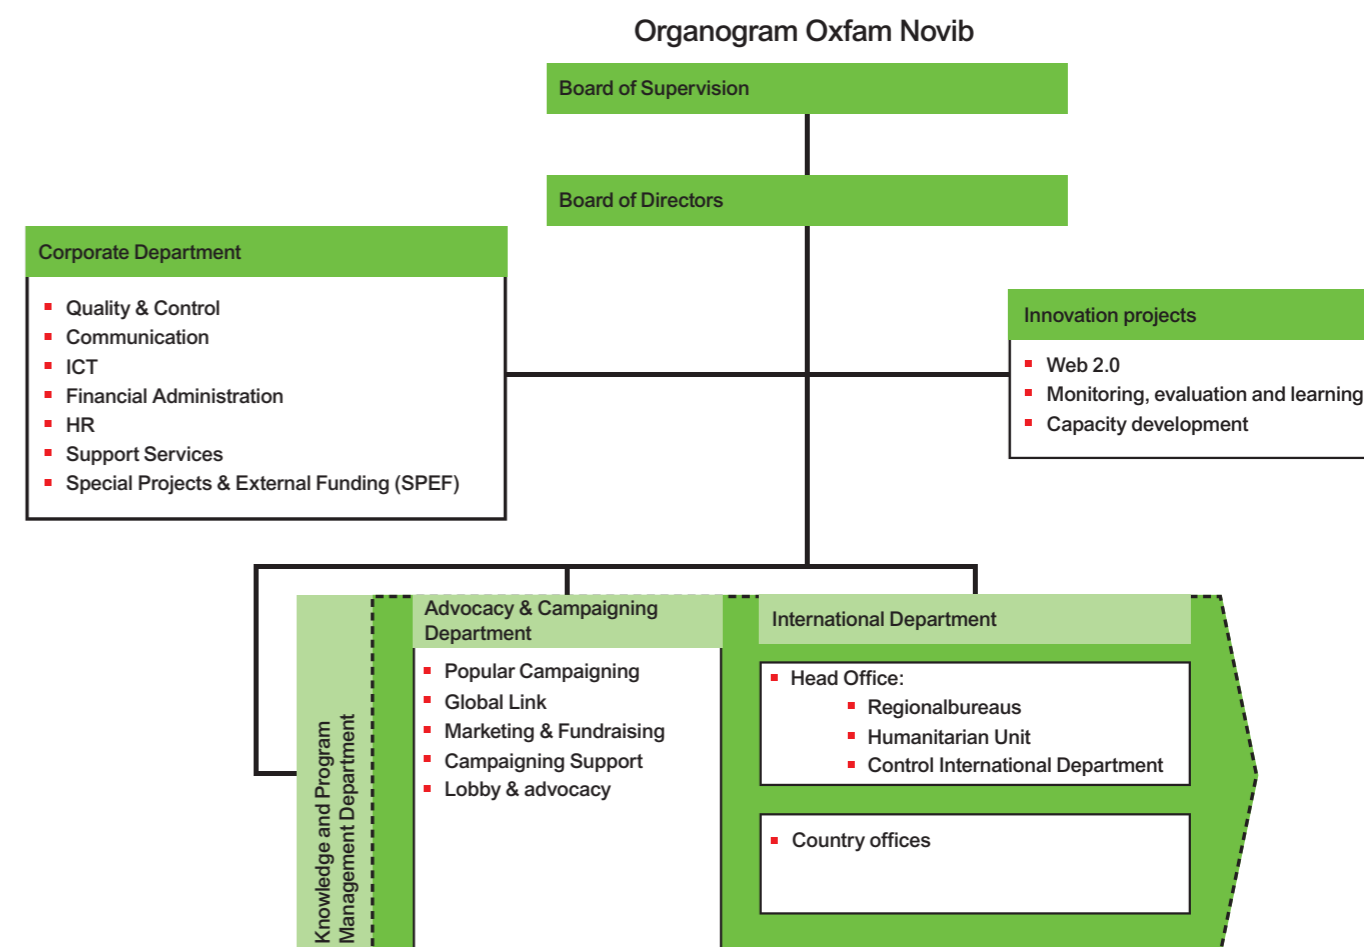 Organogram Oxfam Novib
Board of Supervision
Board of Directors
Corporate Department
Quality & Control
Communication
ICT
Financial Administration
HR
Support Services
Special Projects & External Funding (SPEF)
Innovation projects
Web 2.0
Monitoring, evaluation and learning
Capacity development
Knowledge and Program
Management Department
Advocacy & Campaigning
Department
Popular Campaigning
Global Link
Marketing & Fundraising
Campaigning Support
Lobby & advocacy
International Department
Head Office:
Regionalbureaus
Humanitarian Unit
Control International Department
Country offices